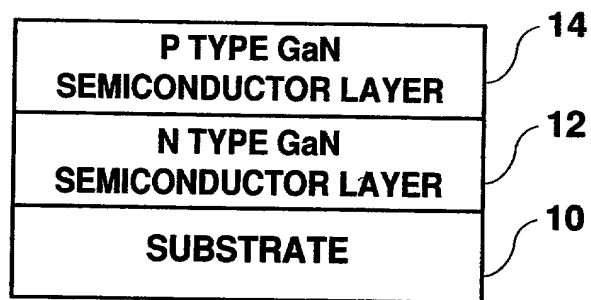 P TYPE GaN
SEMICONDUCTOR LAYER
14
N TYPE GaN
SEMICONDUCTOR LAYER
12
SUBSTRATE
10